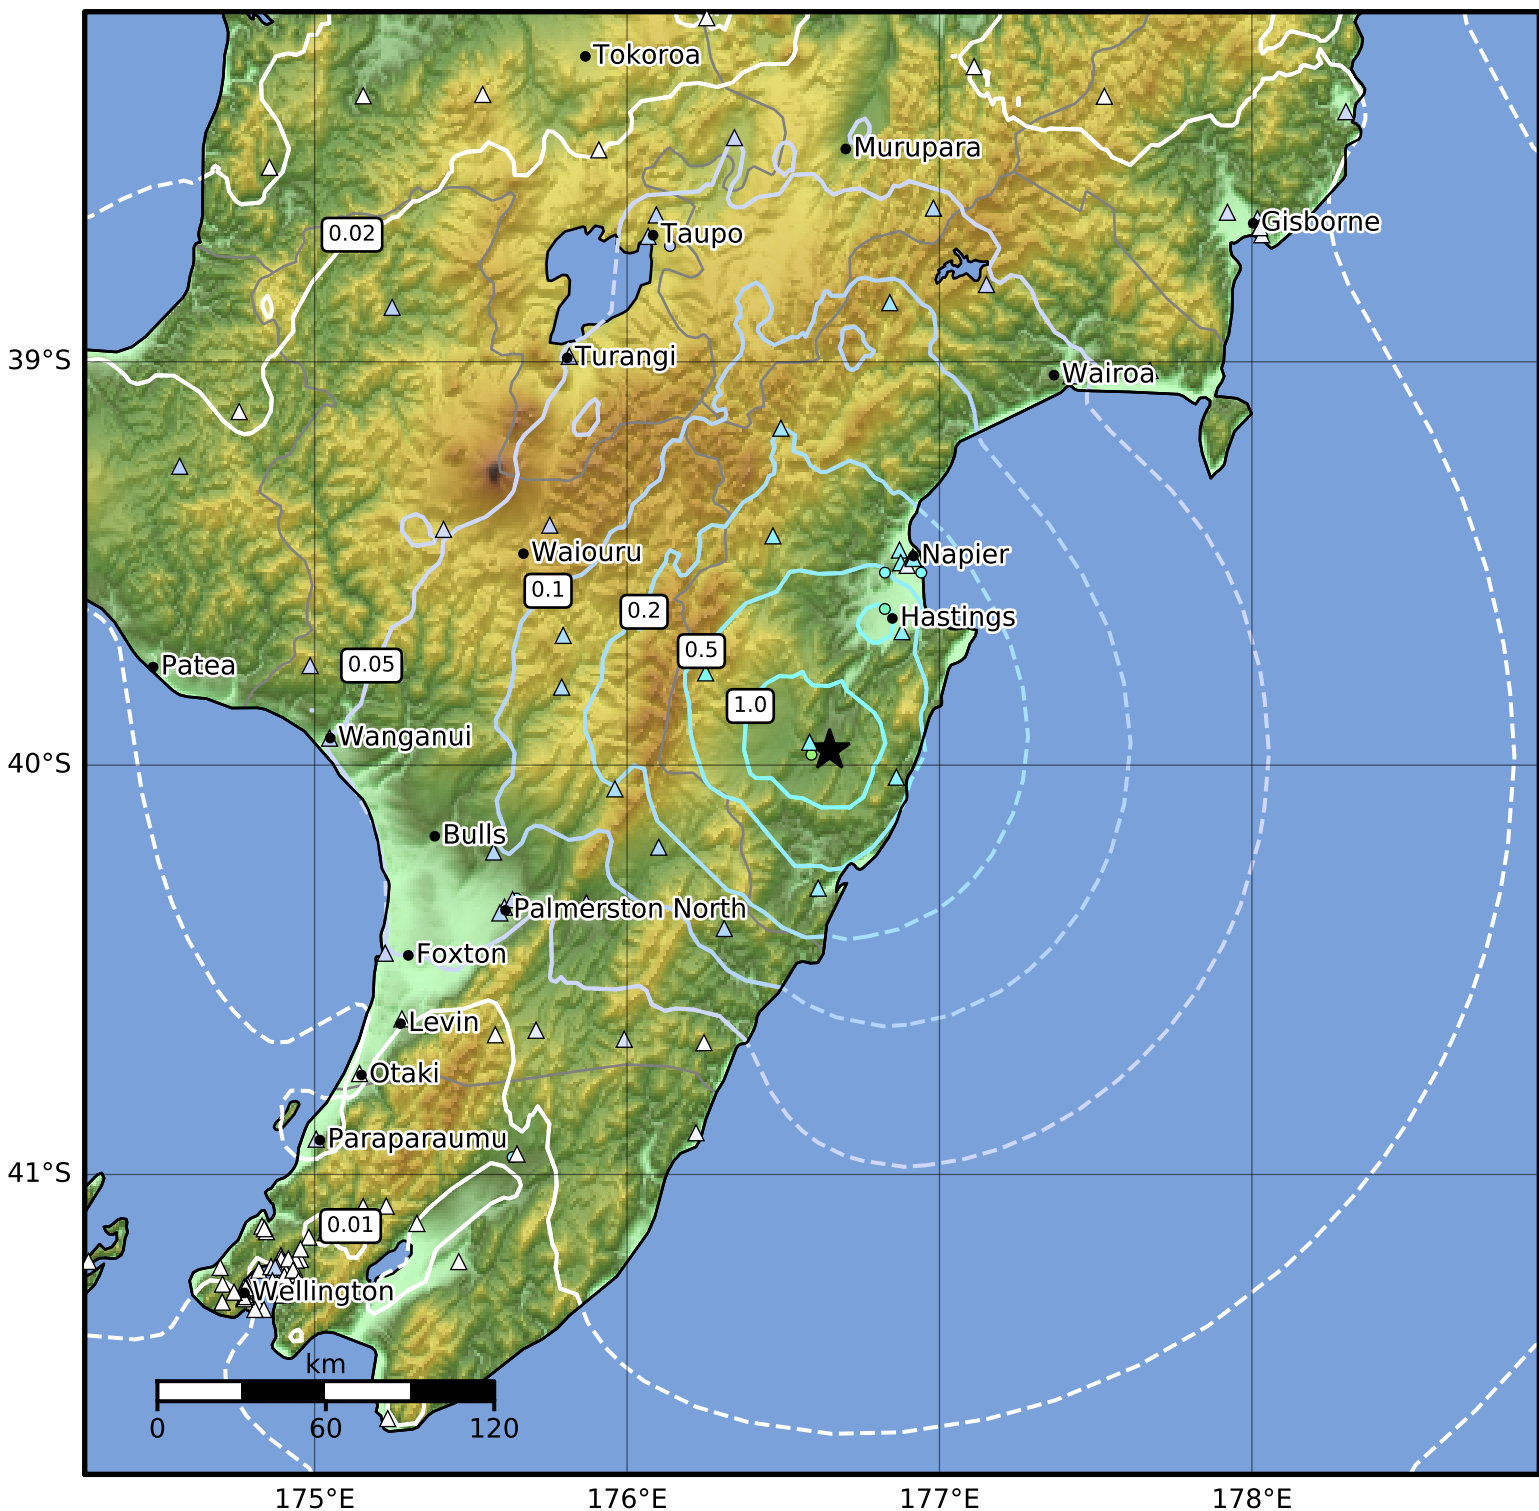 Tokoroa
Murupara
Gisborne
0.02
Taupo
Turangi
39°S
Wairoa
Napier
Waiouru
0.1
0.2
Hastings
0.5
Patea
0.05
1.0
Wanganui
40°S
Bulls
Palmerston North
Foxton
Levin
Otaki
Paraparaumu
41°S
0.01
Wellington
km
0 60 120
175°E 176°E 177°E 178°E